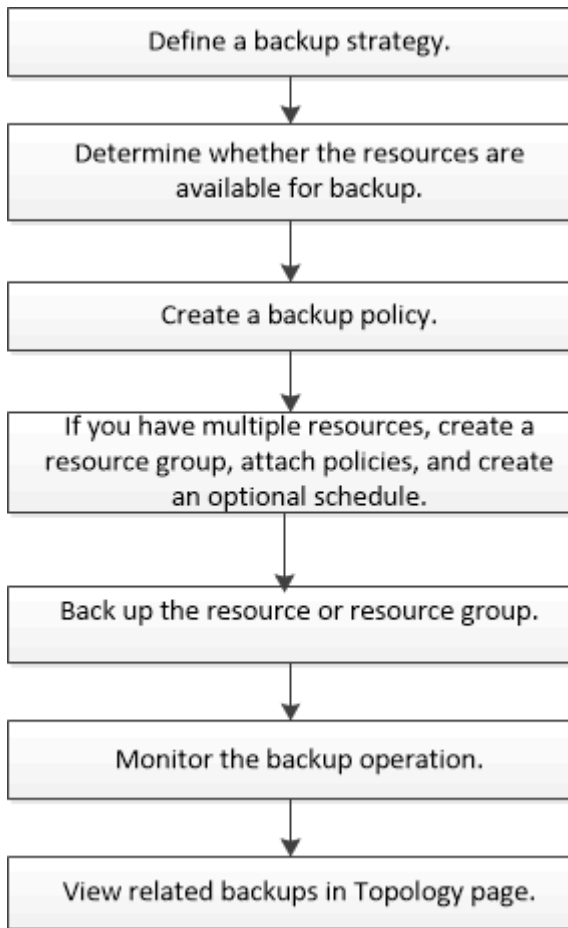 Define a backup strategy.
Determine whether the resources are
available for backup.
Create a backup policy.
If you have multiple resources, create a
resource group, attach policies, and create
an optional schedule.
Back up the resource or resource group.
Monitor the backup operation.
View related backups in Topology page.